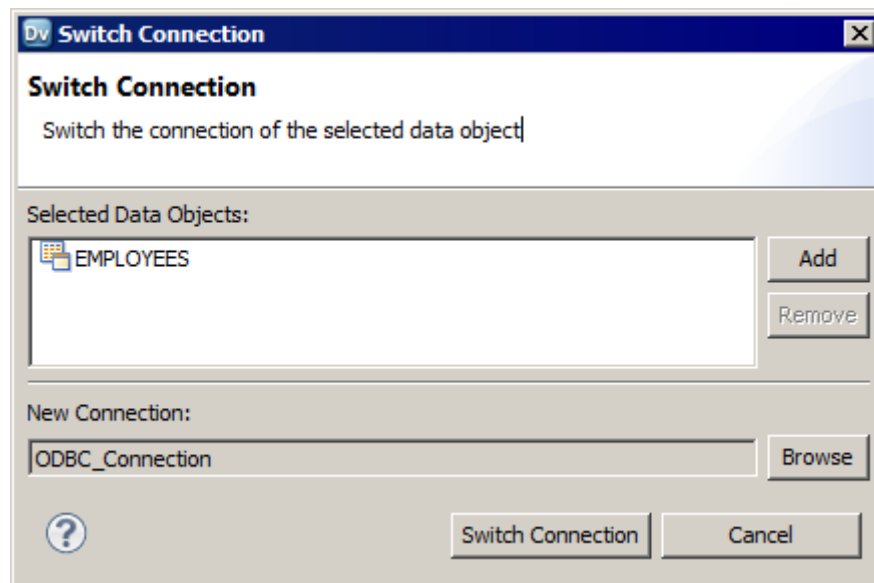 Dv Switch Connection
Switch Connection
Switch the connection of the selected data object
Selected Data Objects:
EMPLOYEES
Add
Remove
New Connection:
ODBC_Connection
Browse
?
Switch Connection
Cancel